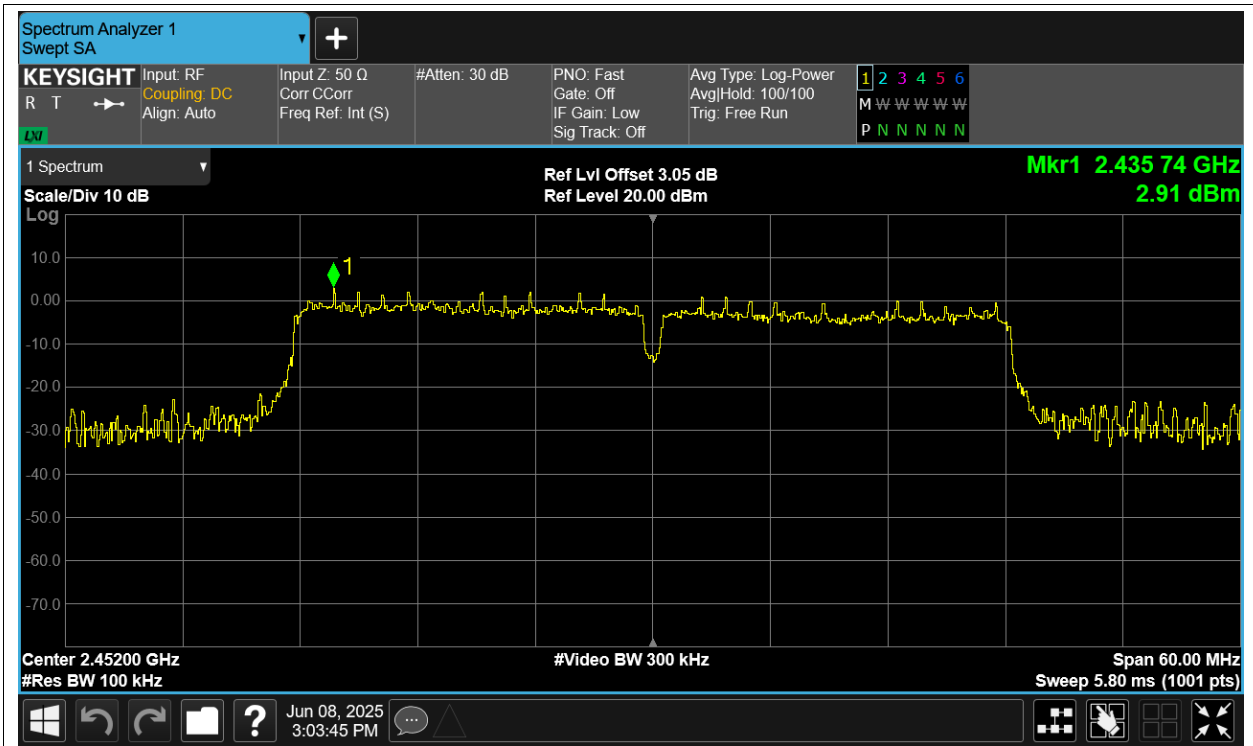 Spectrum Analyzer 1
Swept SA
KEYSIGHT
R T
LXI
Input: RF
Coupling: DC
Align: Auto
Input Z: 50 Ω
Corr CCorr
Freq Ref: Int (S)
#Atten: 30 dB
PNO: Fast
Gate: Off
IF Gain: Low
Sig Track: Off
Avg Type: Log-Power
Avg|Hold: 100/100
Trig: Free Run
1 2 3 4 5 6
M W W W W W
P N N N N N
1 Spectrum
Scale/Div 10 dB
Ref Lvl Offset 3.05 dB
Ref Level 20.00 dBm
Mkr1 2.435 74 GHz
2.91 dBm
Log
10.0
0.00
-10.0
-20.0
-30.0
-40.0
-50.0
-60.0
-70.0
1
Center 2.45200 GHz
#Res BW 100 kHz
#Video BW 300 kHz
Span 60.00 MHz
Sweep 5.80 ms (1001 pts)
?
Jun 08, 2025
3:03:45 PM